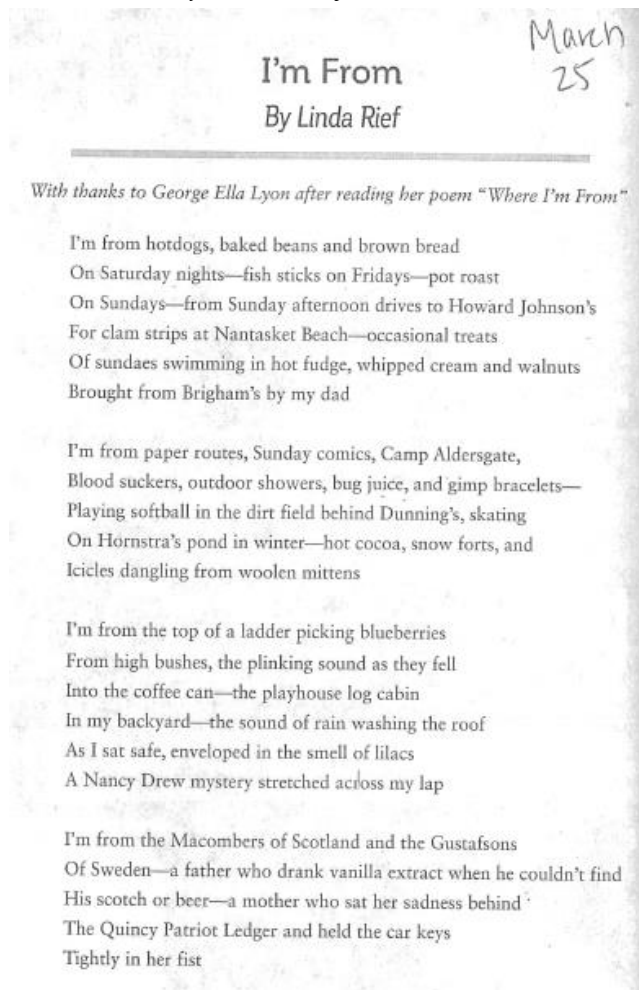 March
25
I'm From
By Linda Rief
With thanks to George Ella Lyon after reading her poem “Where I'm From”
I'm from hotdogs, baked beans and brown bread
On Saturday nights—fish sticks on Fridays—pot roast
On Sundays—from Sunday afternoon drives to Howard Johnson's
For clam strips at Nantasket Beach—occasional treats
Of sundaes swimming in hot fudge, whipped cream and walnuts
Brought from Brigham's by my dad
I'm from paper routes, Sunday comics, Camp Aldersgate,
Blood suckers, outdoor showers, bug juice, and gimp bracelets—
Playing softball in the dirt field behind Dunning's, skating
On Hornstra's pond in winter—hot cocoa, snow forts, and
Icicles dangling from woolen mittens
I'm from the top of a ladder picking blueberries
From high bushes, the plinking sound as they fell
Into the coffee can—the playhouse log cabin
In my backyard—the sound of rain washing the roof
As I sat safe, enveloped in the smell of lilacs
A Nancy Drew mystery stretched across my lap
I'm from the Macombers of Scotland and the Gustafsons
Of Sweden—a father who drank vanilla extract when he couldn't find
His scotch or beer—a mother who sat her sadness behind
The Quincy Patriot Ledger and held the car keys
Tightly in her fist